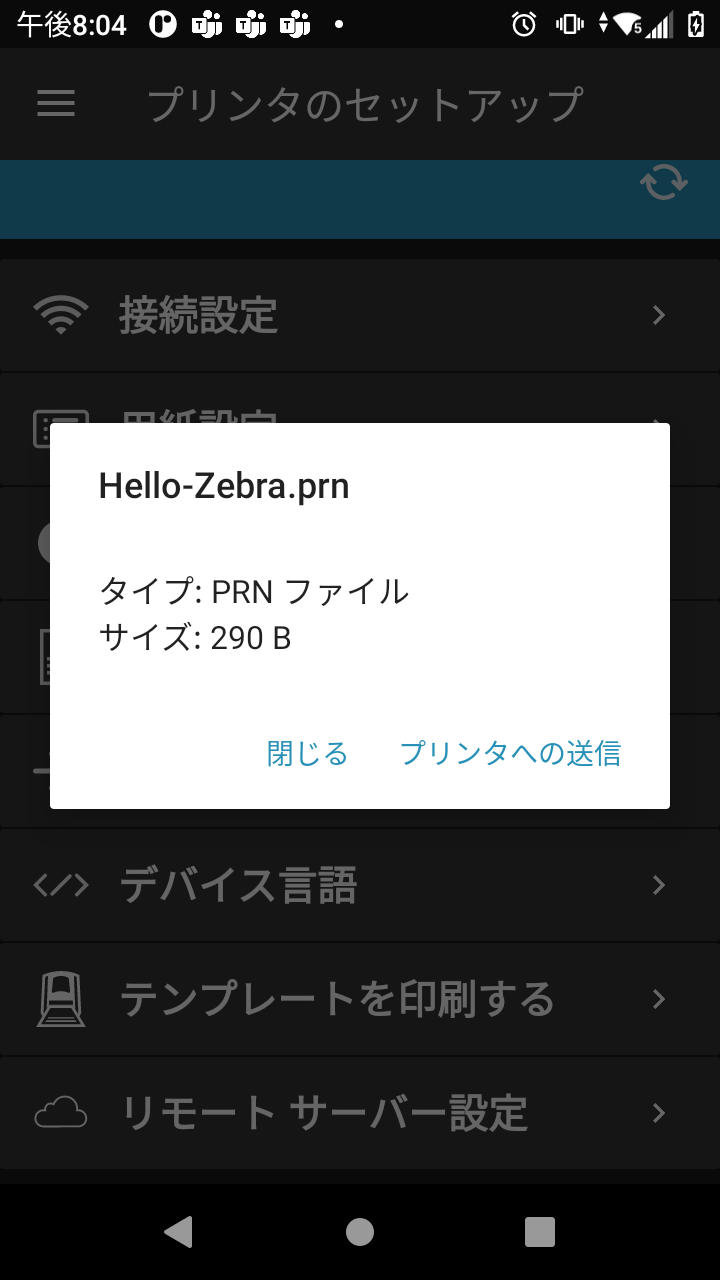 午後8:04
プリンタのセットアップ
接続設定
用紙設定
Hello-Zebra.prn
タイプ: PRN ファイル
サイズ: 290 B
閉じる プリンタへの送信
デバイス言語
テンプレートを印刷する
リモート サーバー設定